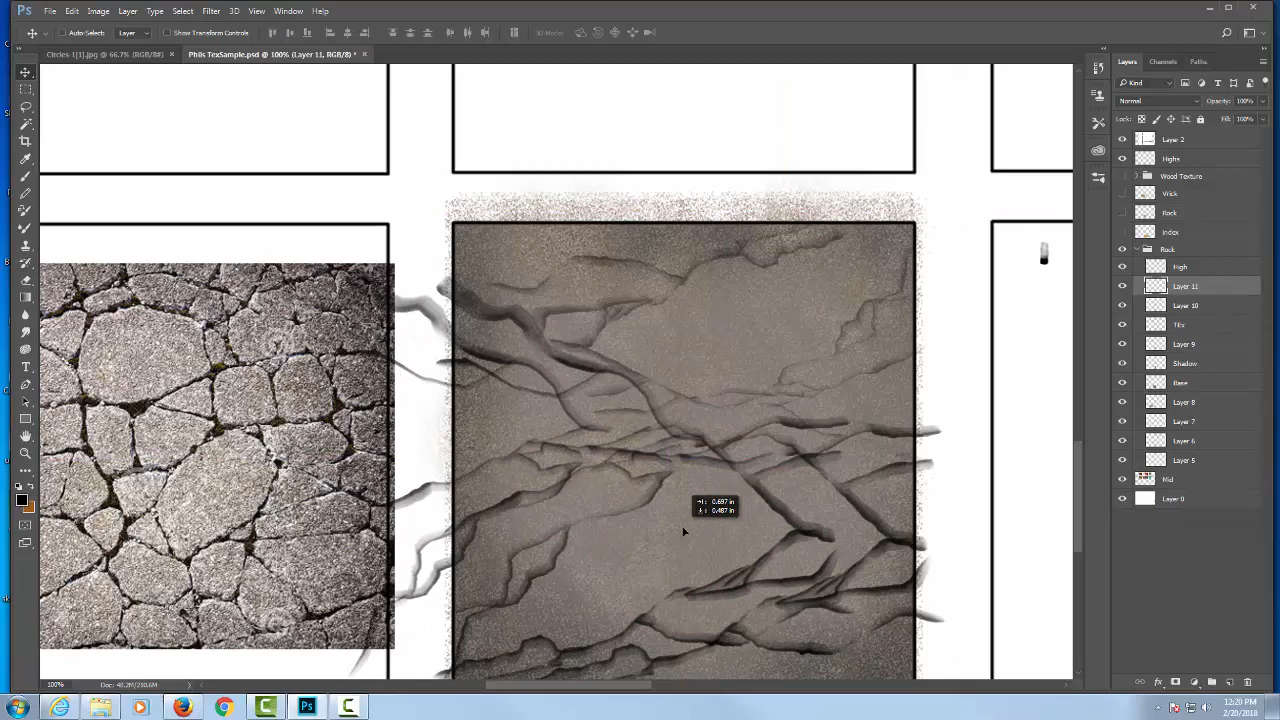 Ps File Edit Image Layer Type Select Filter 3D View Window Help
Auto-Select: Layer Show Transform Controls 3D Mode:
Circles 1[1].jpg @ 66.7% (RGB/8#) × Phils TexSample.psd @ 100% (Layer 11, RGB/8) * ×
Layers Channels Paths
Kind
Normal Opacity: 100%
Lock: Fill: 100%
Layer 2
Highs
Wood Texture
Vrick
Rock
Index
Rock
High
Layer 11
Layer 10
TEx
Layer 9
Shadow
Base
Layer 8
Layer 7
Layer 6
Layer 5
Mid
Layer 0
0.697 in
0.487 in
100% Doc: 48.2M/210.6M
Ps
12:20 PM
2/20/2018